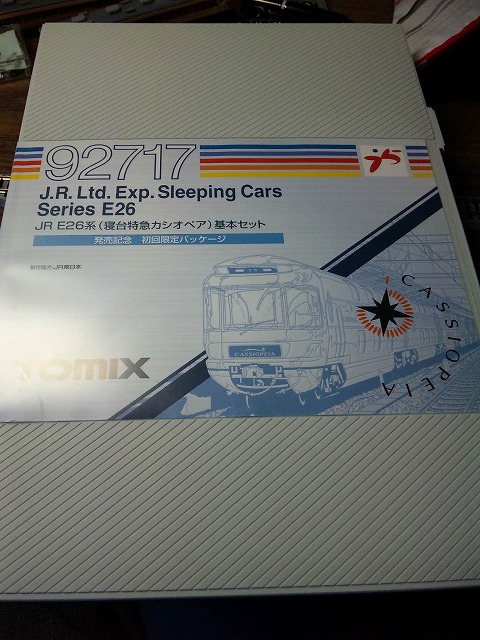 92717
J.R. Ltd. Exp. Sleeping Cars
Series E26
JR E26系(寝台特急カシオペア)基本セット
発売記念 初回限定パッケージ
製作協力 JR東日本
CASSIOPEIA
CASSIOPEIA
TOMIX